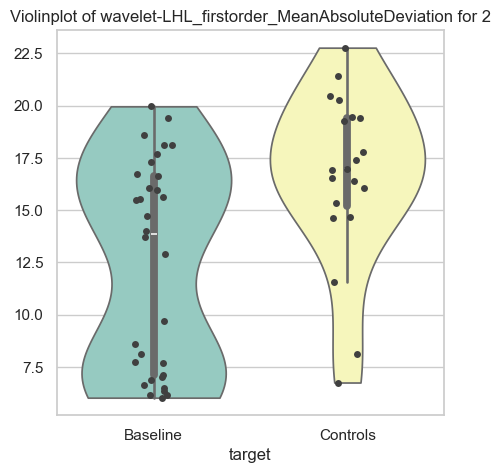 Violinplot of wavelet-LHL_firstorder_MeanAbsoluteDeviation for 2
22.5
20.0
17.5
15.0
12.5
10.0
7.5
Baseline Controls
target